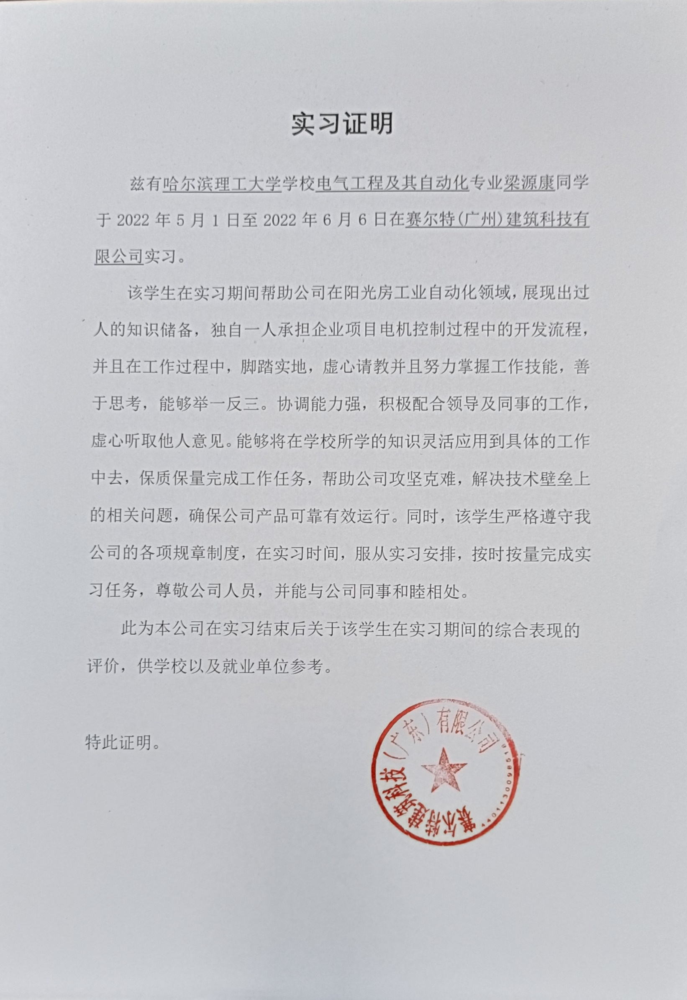 实习证明
兹有哈尔滨理工大学学校电气工程及其自动化专业梁源康同学
于 2022 年 5 月 1 日至 2022 年 6 月 6 日在赛尔特(广州)建筑科技有
限公司实习。
该学生在实习期间帮助公司在阳光房工业自动化领域，展现出过
人的知识储备，独自一人承担企业项目电机控制过程中的开发流程，
并且在工作过程中，脚踏实地，虚心请教并且努力掌握工作技能，善
于思考，能够举一反三。协调能力强，积极配合领导及同事的工作，
虚心听取他人意见。能够将在学校所学的知识灵活应用到具体的工作
中去，保质保量完成工作任务，帮助公司攻坚克难，解决技术壁垒上
的相关问题，确保公司产品可靠有效运行。同时，该学生严格遵守我
公司的各项规章制度，在实习时间，服从实习安排，按时按量完成实
习任务，尊敬公司人员，并能与公司同事和睦相处。
此为本公司在实习结束后关于该学生在实习期间的综合表现的
评价，供学校以及就业单位参考。
特此证明。
赛尔特建筑科技（广东）有限公司